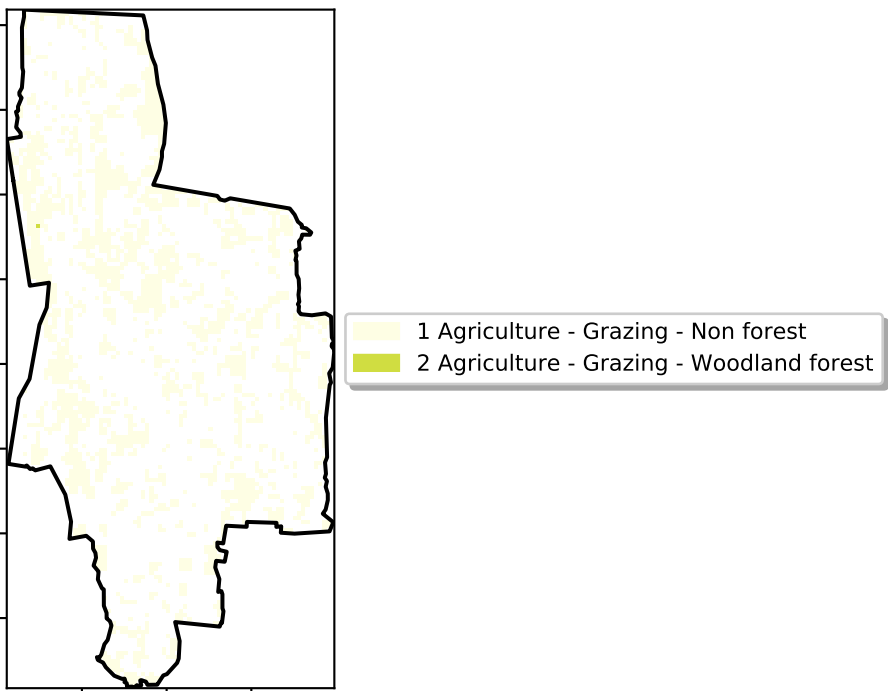 1 Agriculture - Grazing - Non forest
2 Agriculture - Grazing - Woodland forest